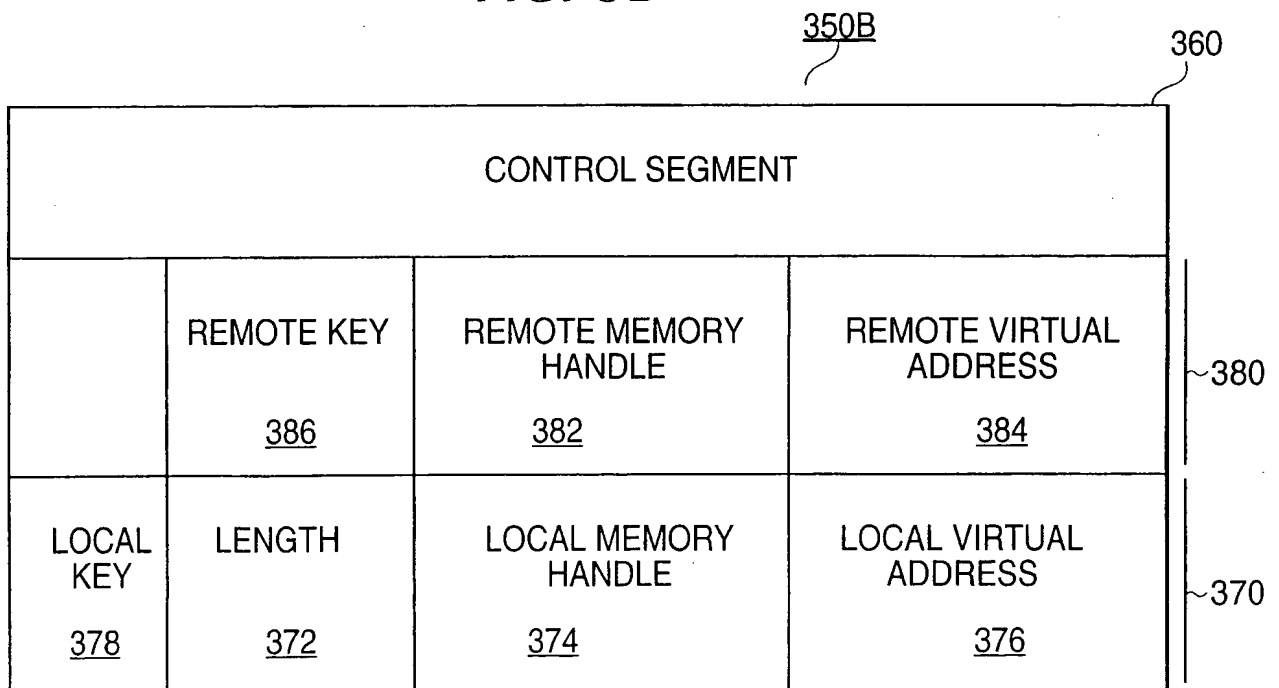 350B
360
CONTROL SEGMENT
REMOTE KEY
386
REMOTE MEMORY
HANDLE
382
REMOTE VIRTUAL
ADDRESS
384
380
LOCAL
KEY
378
LENGTH
372
LOCAL MEMORY
HANDLE
374
LOCAL VIRTUAL
ADDRESS
376
370